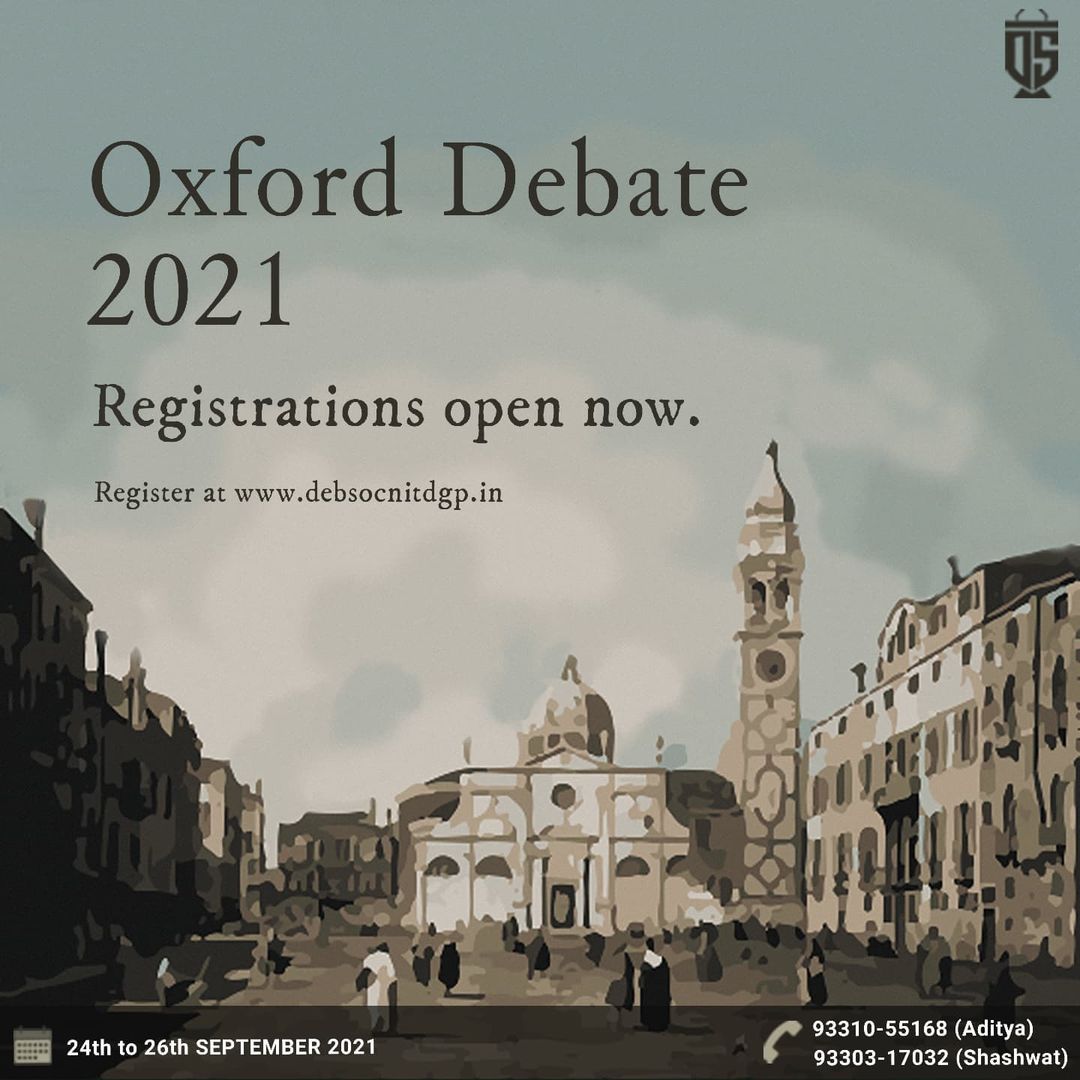 DS
Oxford Debate
2021
Registrations open now.
Register at www.debsocnitdgp.in
24th to 26th SEPTEMBER 2021
93310-55168 (Aditya)
93303-17032 (Shashwat)